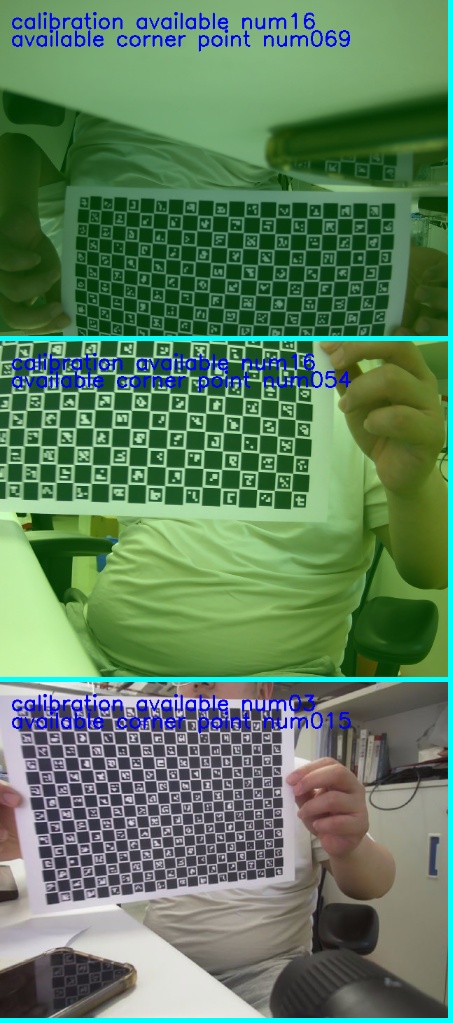 calibration available num16
available corner point num069
calibration available num16
available corner point num054
calibration available num03
available corner point num015